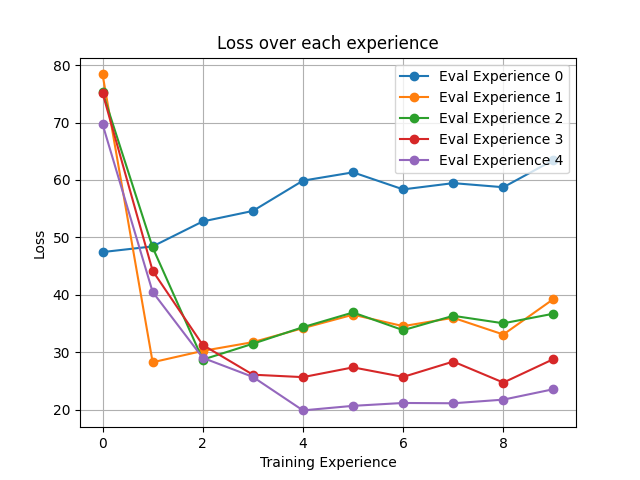 Loss over each experience
80
70
60
50
40
30
20
Loss
Eval Experience 0
Eval Experience 1
Eval Experience 2
Eval Experience 3
Eval Experience 4
0 2 4 6 8
Training Experience